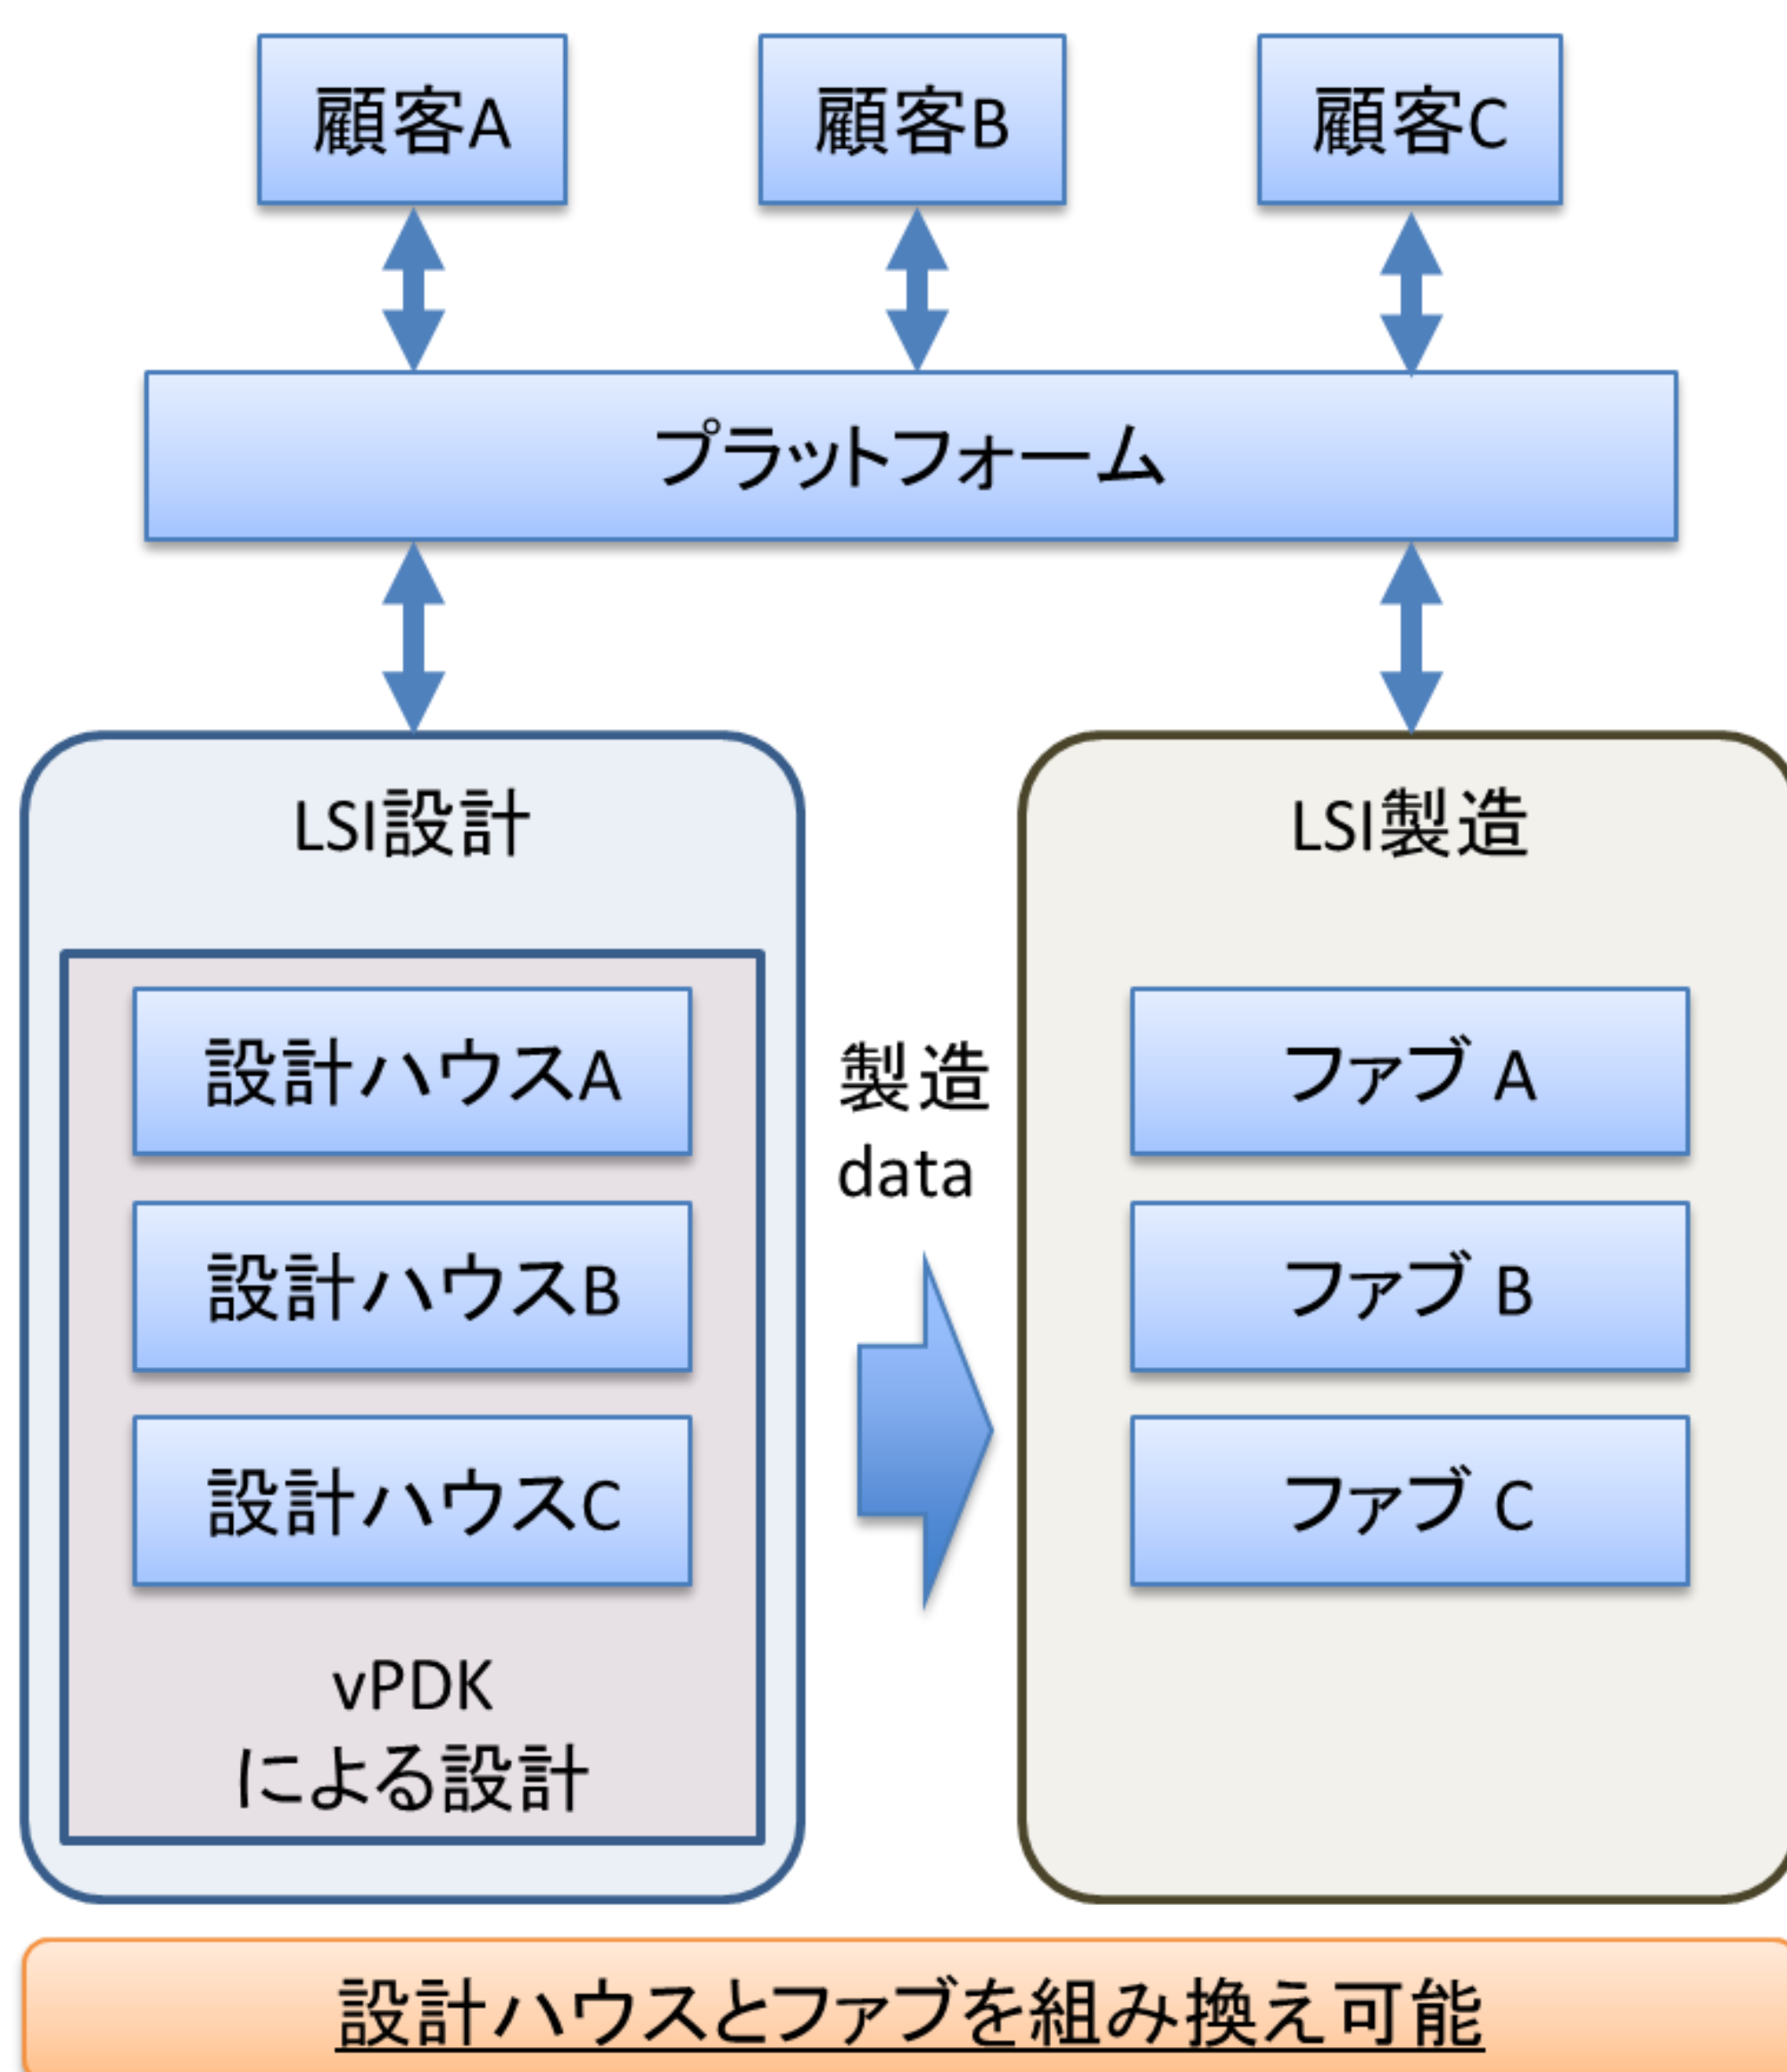 顧客A
顧客B
顧客C
プラットフォーム
LSI設計
設計ハウスA
設計ハウスB
設計ハウスC
vPDK
による設計
製造
data
LSI製造
ファブ A
ファブ B
ファブ C
設計ハウスとファブを組み換え可能